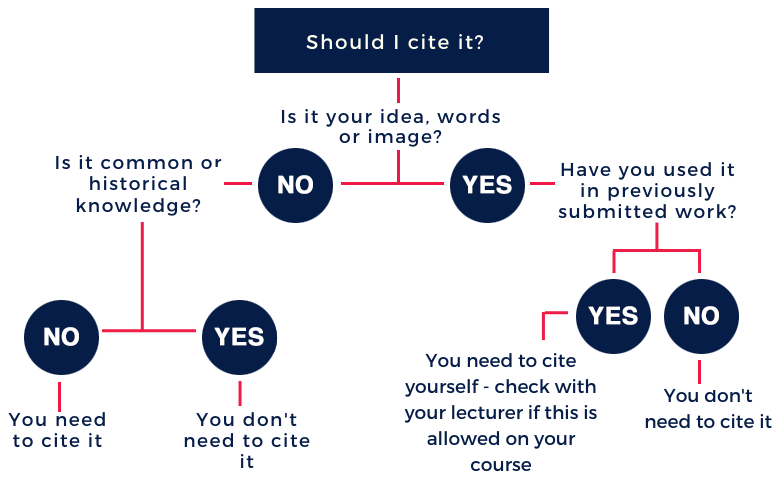 Should I cite it?
Is it your idea, words
or image?
Is it common or
historical
knowledge?
NO
YES
Have you used it
in previously
submitted work?
NO
YES
YES
NO
You need
to cite it
You don't
need to cite
it
You need to cite
yourself - check with
your lecturer if this is
allowed on your
course
You don't
need to cite it